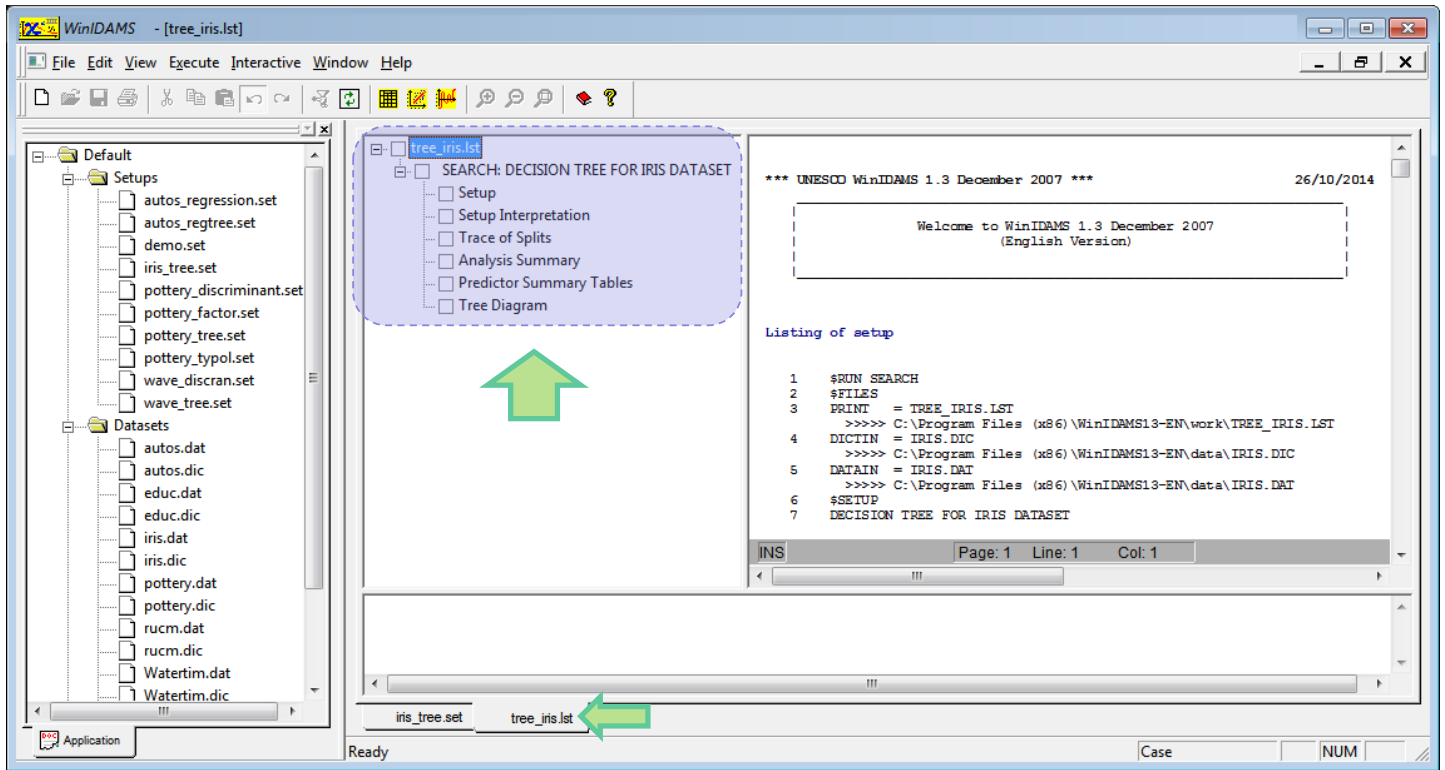 WinIDAMS - [tree_iris.lst]
File Edit View Execute Interactive Window Help
Default
Setups
autos_regression.set
autos_regtree.set
demo.set
iris_tree.set
pottery_discriminant.set
pottery_factor.set
pottery_tree.set
pottery_typol.set
wave_discran.set
wave_tree.set
Datasets
autos.dat
autos.dic
educ.dat
educ.dic
iris.dat
iris.dic
pottery.dat
pottery.dic
rucm.dat
rucm.dic
Watertim.dat
Watertim.dic
Application
tree_iris.lst
SEARCH: DECISION TREE FOR IRIS DATASET
Setup
Setup Interpretation
Trace of Splits
Analysis Summary
Predictor Summary Tables
Tree Diagram
*** UNESCO WinIDAMS 1.3 December 2007 *** 26/10/2014
Welcome to WinIDAMS 1.3 December 2007
(English Version)
Listing of setup
1 $RUN SEARCH
2 $FILES
3 PRINT = TREE_IRIS.LST
>>>>> C:\Program Files (x86)\WinIDAMS13-EN\work\TREE_IRIS.LST
4 DICTIN = IRIS.DIC
>>>>> C:\Program Files (x86)\WinIDAMS13-EN\data\IRIS.DIC
5 DATAIN = IRIS.DAT
>>>>> C:\Program Files (x86)\WinIDAMS13-EN\data\IRIS.DAT
6 $SETUP
7 DECISION TREE FOR IRIS DATASET
INS Page: 1 Line: 1 Col: 1
iris_tree.set tree_iris.lst
Ready Case NUM